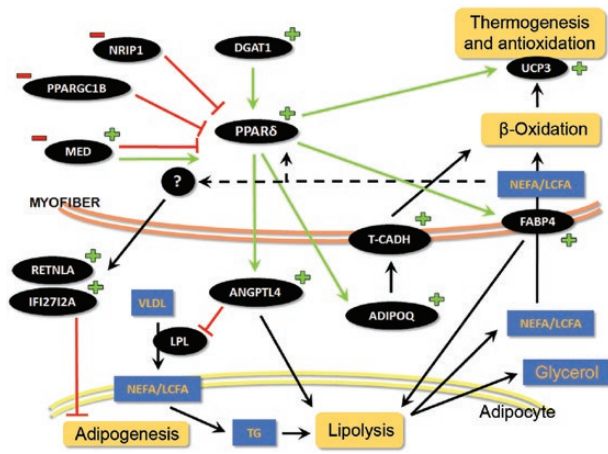 Thermogenesis
and antioxidation
NRIP1
DGAT1
UCP3
PPARGC1B
PPARδ
β-Oxidation
MED
?
NEFA/LCFA
MYOFIBER
FABP4
T-CADH
RETNLA
IFI27I2A
VLDL
ANGPTL4
ADIPOQ
LPL
NEFA/LCFA
NEFA/LCFA
Glycerol
Adipocyte
Adipogenesis
TG
Lipolysis